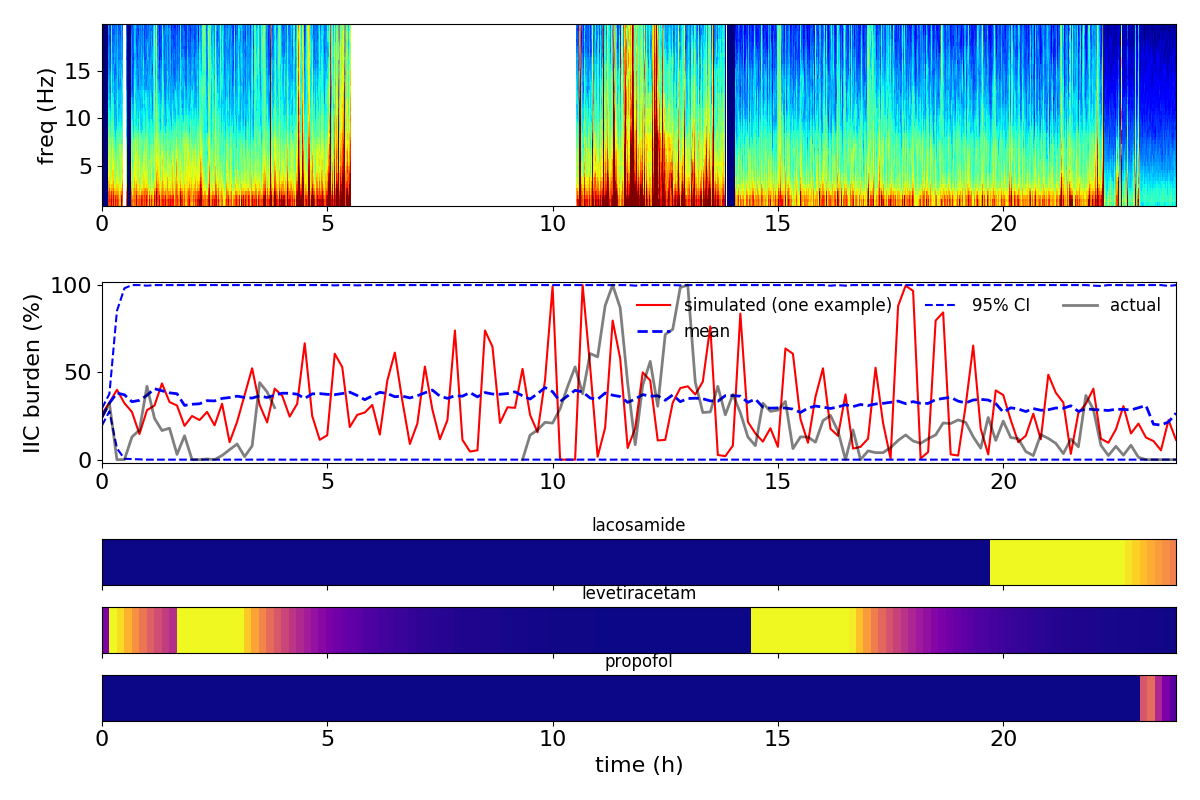 freq (Hz)
15
10
5
0 5 10 15 20
IIC burden (%)
100
50
0
simulated (one example)
mean
95% CI
actual
0 5 10 15 20
lacosamide
levetiracetam
propofol
0 5 10 15 20
time (h)